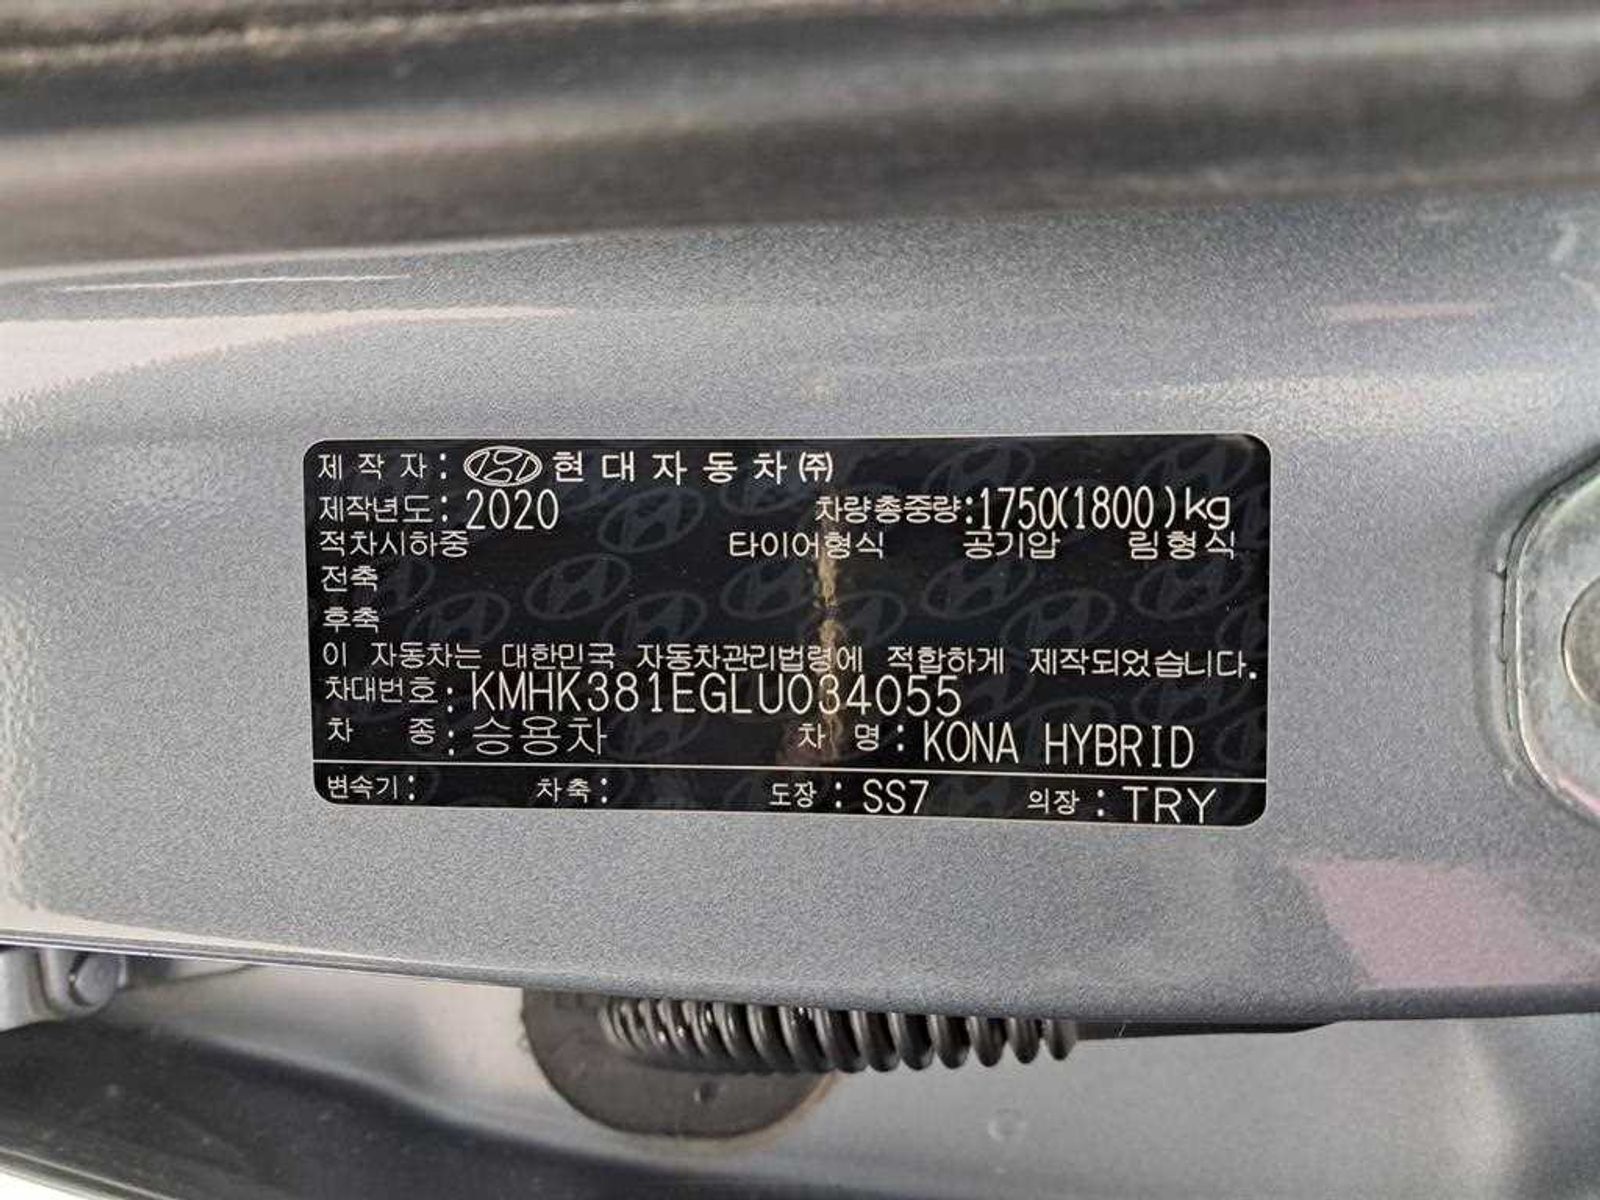 제 작 자 : 현대자동차㈜
제작년도 : 2020 차량총중량 : 1750(1800)kg
적차시하중 타이어형식 공기압 림형식
전축
후축
이 자동차는 대한민국 자동차관리법령에 적합하게 제작되었습니다.
차대번호 : KMHK381EGLU034055
차 종 : 승용차 차 명 : KONA HYBRID
변속기 : 차축 : 도장 : SS7 의장 : TRY